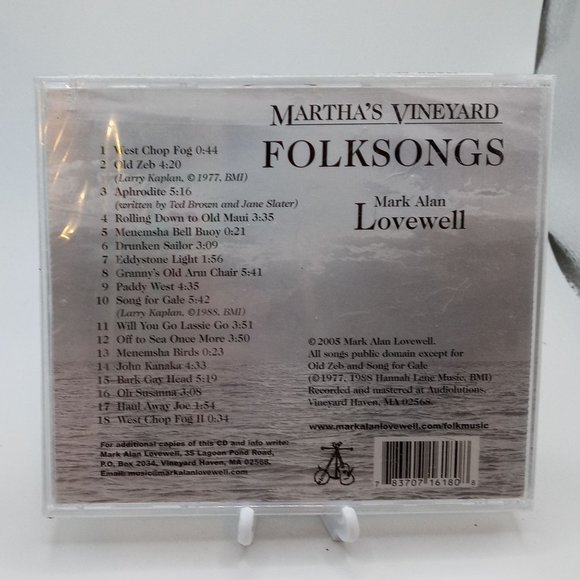 MARTHA'S VINEYARD
FOLKSONGS
Mark Alan
Lovewell
1 West Chop Fog 0:44
2 Old Zeb 4:20
(Larry Kaplan, ©1977, BMI)
3 Aphrodite 5:16
(written by Ted Brown and Jane Slater)
4 Rolling Down to Old Maui 3:35
5 Menemsha Bell Buoy 0:21
6 Drunken Sailor 3:09
7 Eddystone Light 1:56
8 Granny's Old Arm Chair 5:41
9 Paddy West 4:35
10 Song for Gale 5:42
(Larry Kaplan, ©1988, BMI)
11 Will You Go Lassie Go 3:51
12 Off to Sea Once More 3:50
13 Menemsha Birds 0:23
14 John Kanaka 4:33
15 Bark Gay Head 5:19
16 Oh Susanna 3:08
17 Haul Away Joe 1:54
18 West Chop Fog II 0:34
©2005 Mark Alan Lovewell.
All songs public domain except for
Old Zeb and Song for Gale
(©1977, 1988 Hannah Lane Music, BMI)
Recorded and mastered at Audiolutions.
Vineyard Haven, MA 02568.
www.markalanlovewell.com/folkmusic
For additional copies of this CD and info write:
Mark Alan Lovewell, 35 Lagoon Pond Road,
P.O. Box 2034, Vineyard Haven, MA 02568.
Email: music@markalanlovewell.com
7 83707 16180 8